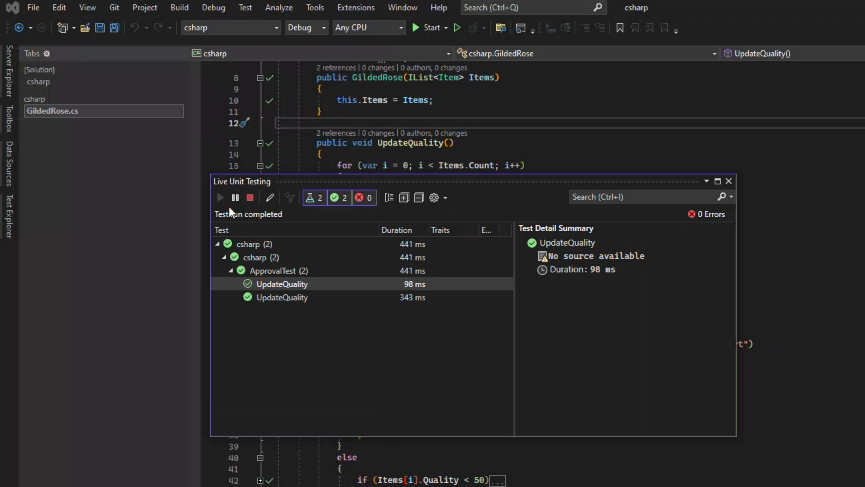 File Edit View Git Project Build Debug Test Analyze Tools Extensions Window Help Search (Ctrl+Q) csharp
csharp Debug Any CPU Start
Server Explorer
Toolbox
Data Sources
Test Explorer
Tabs
[Solution]
csharp
csharp
GildedRose.cs
csharp csharp.GildedRose UpdateQuality()
2 references | 0 changes | 0 authors, 0 changes
8 public GildedRose(IList<Item> Items)
9 {
10 this.Items = Items;
11 }
12
2 references | 0 changes | 0 authors, 0 changes
13 public void UpdateQuality()
14 {
15 for (var i = 0; i < Items.Count; i++)
Live Unit Testing
2 2 0 Search (Ctrl+I)
Test run completed 0 Errors
Test Duration Traits E...
csharp (2) 441 ms
csharp (2) 441 ms
ApprovalTest (2) 441 ms
UpdateQuality 98 ms
UpdateQuality 343 ms
Test Detail Summary
UpdateQuality
No source available
Duration: 98 ms
t")
39 }
40 else
41 {
42 if (Items[i].Quality < 50)...